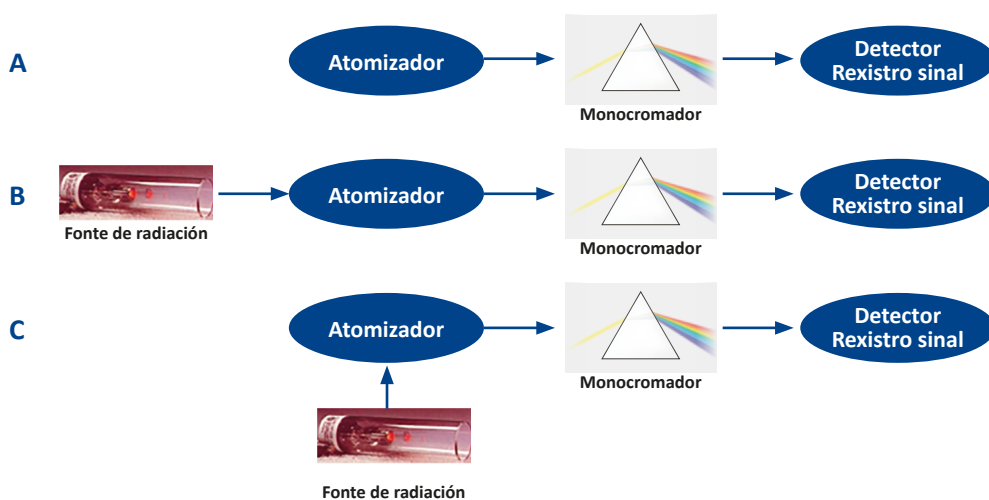 A
Atomizador
Monocromador
Detector
Rexistro sinal
B
Fonte de radiación
Atomizador
Monocromador
Detector
Rexistro sinal
C
Atomizador
Monocromador
Detector
Rexistro sinal
Fonte de radiación